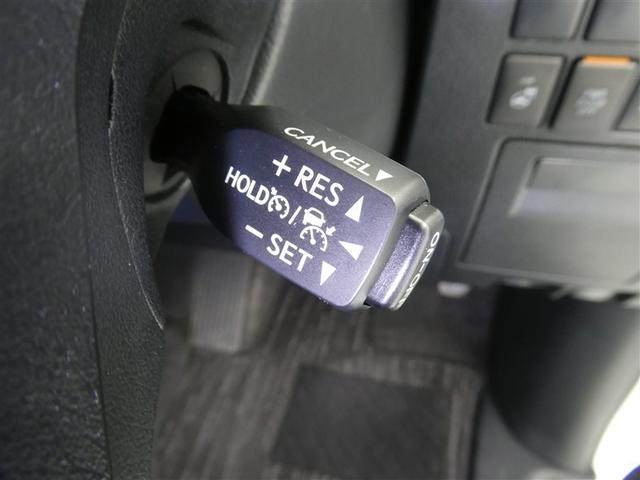 CANCEL
+ RES
HOLD /
- SET
ON-OFF